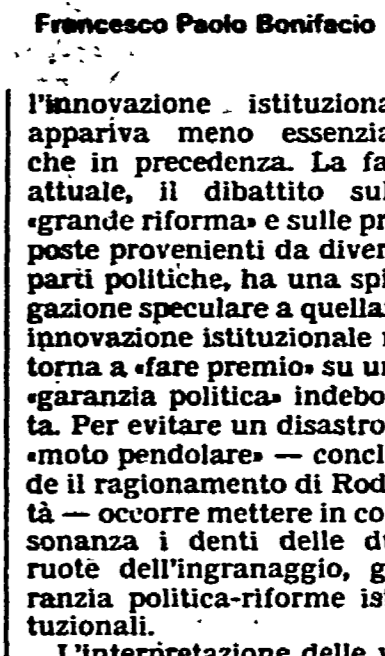 Francesco Paolo Bonifacio
l'innovazione istituziona
appariva meno essenzia
che in precedenza. La fa
attuale, il dibattito sul
«grande riforma» e sulle pr
poste provenienti da diver
parti politiche, ha una spi
gazione speculare a quella
innovazione istituzionale
torna a «fare premio» su u
«garanzia politica» indebo
ta. Per evitare un disastro
«moto pendolare» — concl
de il ragionamento di Rod
tà — occorre mettere in co
sonanza i denti delle d
ruote dell'ingranaggio, g
ranzia politica-riforme is
tuzionali.
L'interpretazione delle